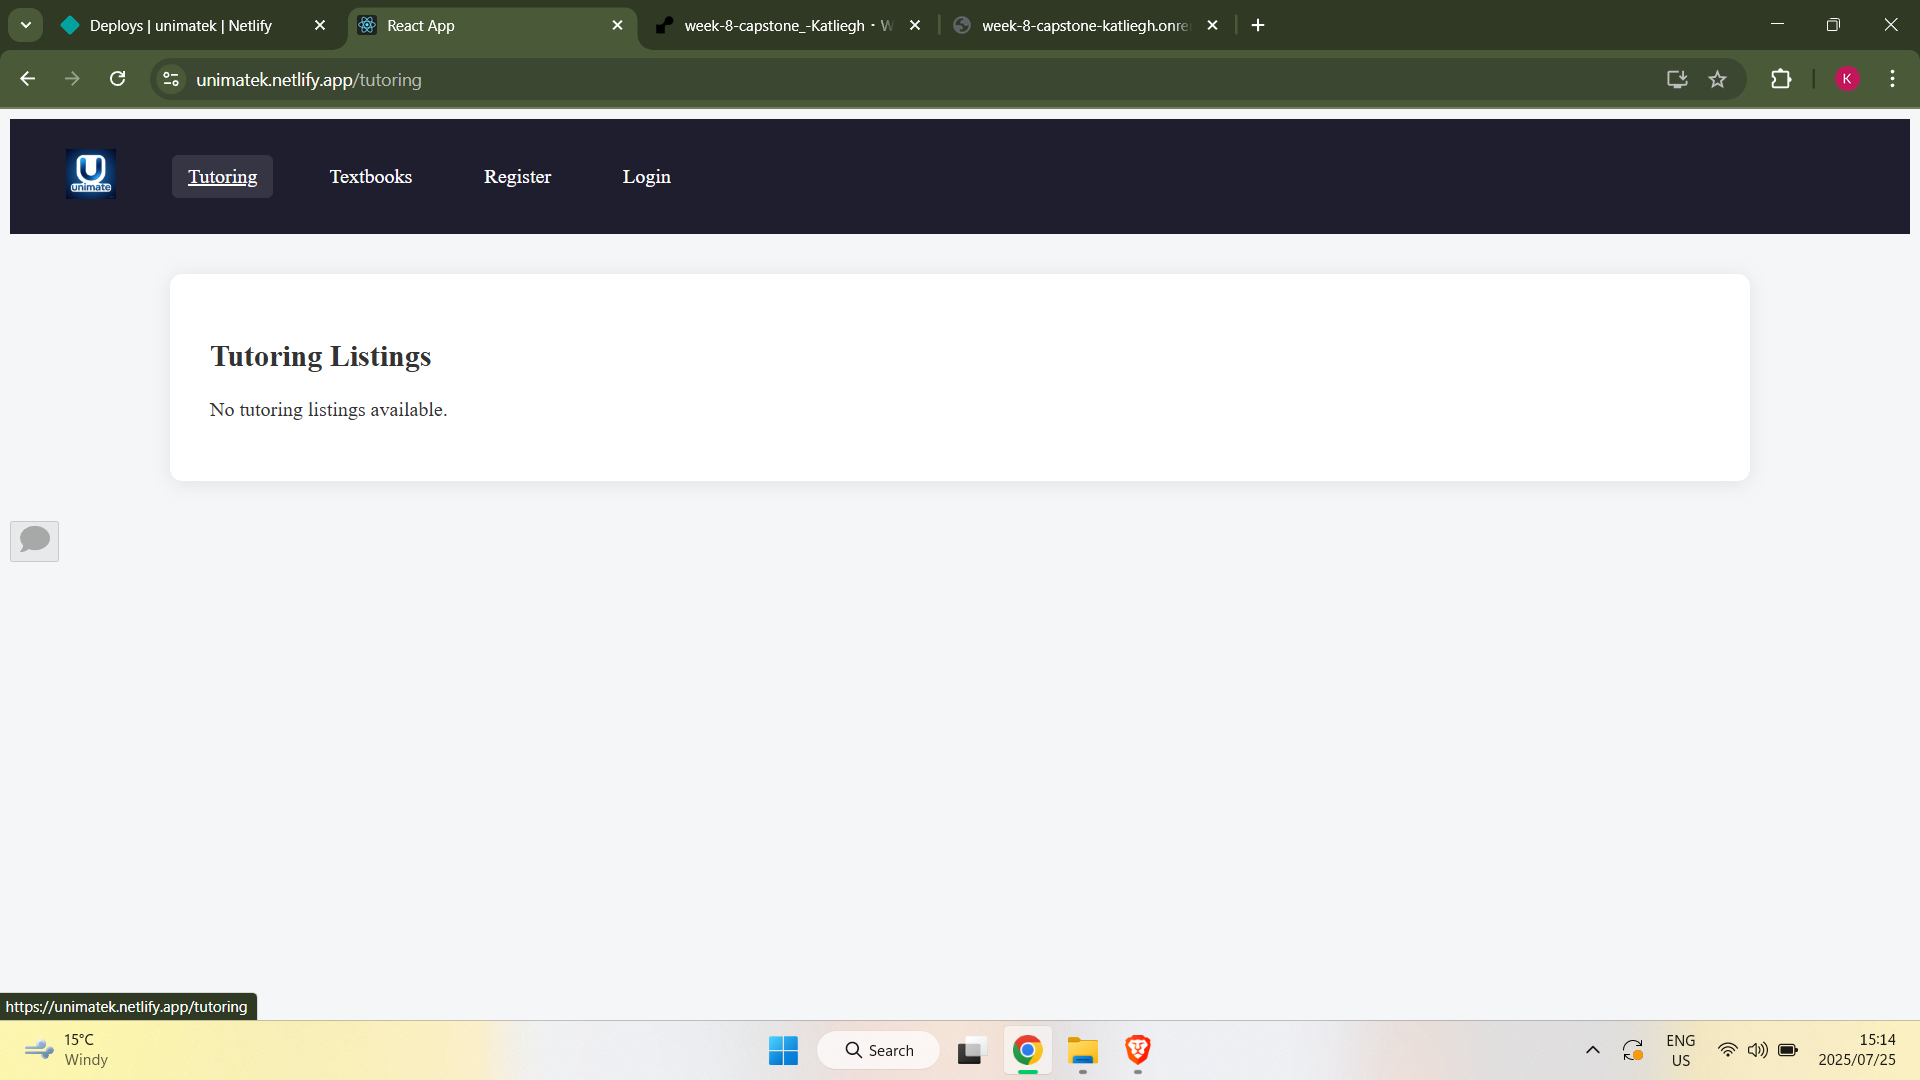 Deploys | unimatek | Netlify
React App
week-8-capstone_-Katliegh · W
week-8-capstone-katliegh.onre
unimatek.netlify.app/tutoring
K
U
unimate
Tutoring
Textbooks
Register
Login
Tutoring Listings
No tutoring listings available.
https://unimatek.netlify.app/tutoring
15°C
Windy
Search
ENG
US
15:14
2025/07/25